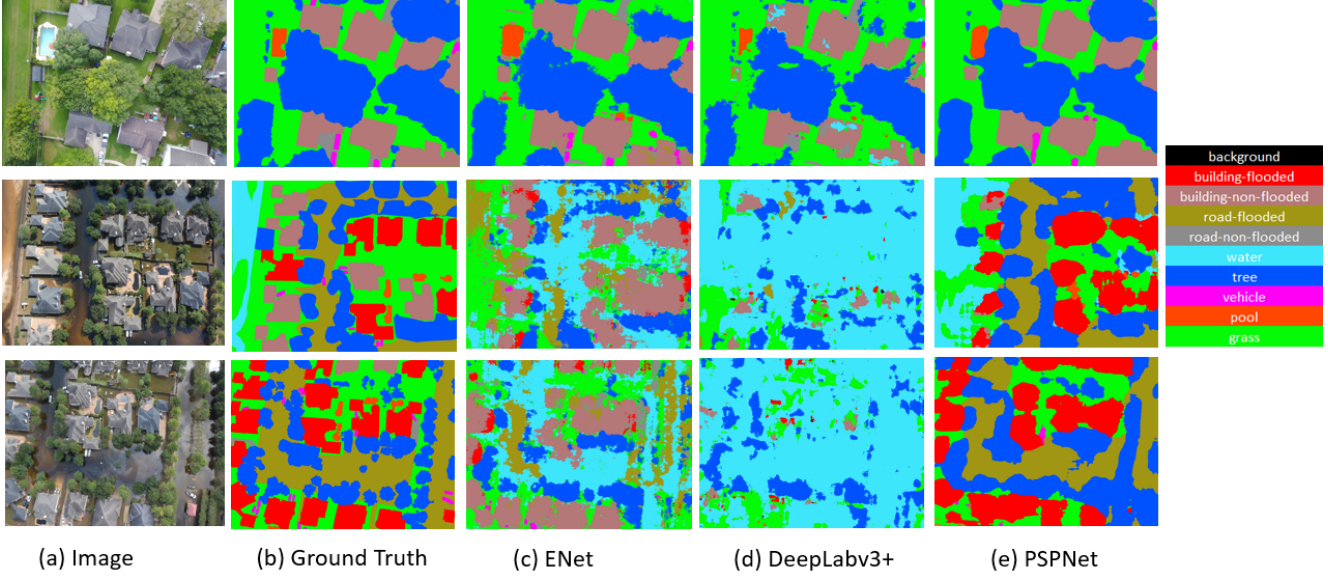 background
building-flooded
building-non-flooded
road-flooded
road-non-flooded
water
tree
vehicle
pool
grass
(a) Image
(b) Ground Truth
(c) ENet
(d) DeepLabv3+
(e) PSPNet